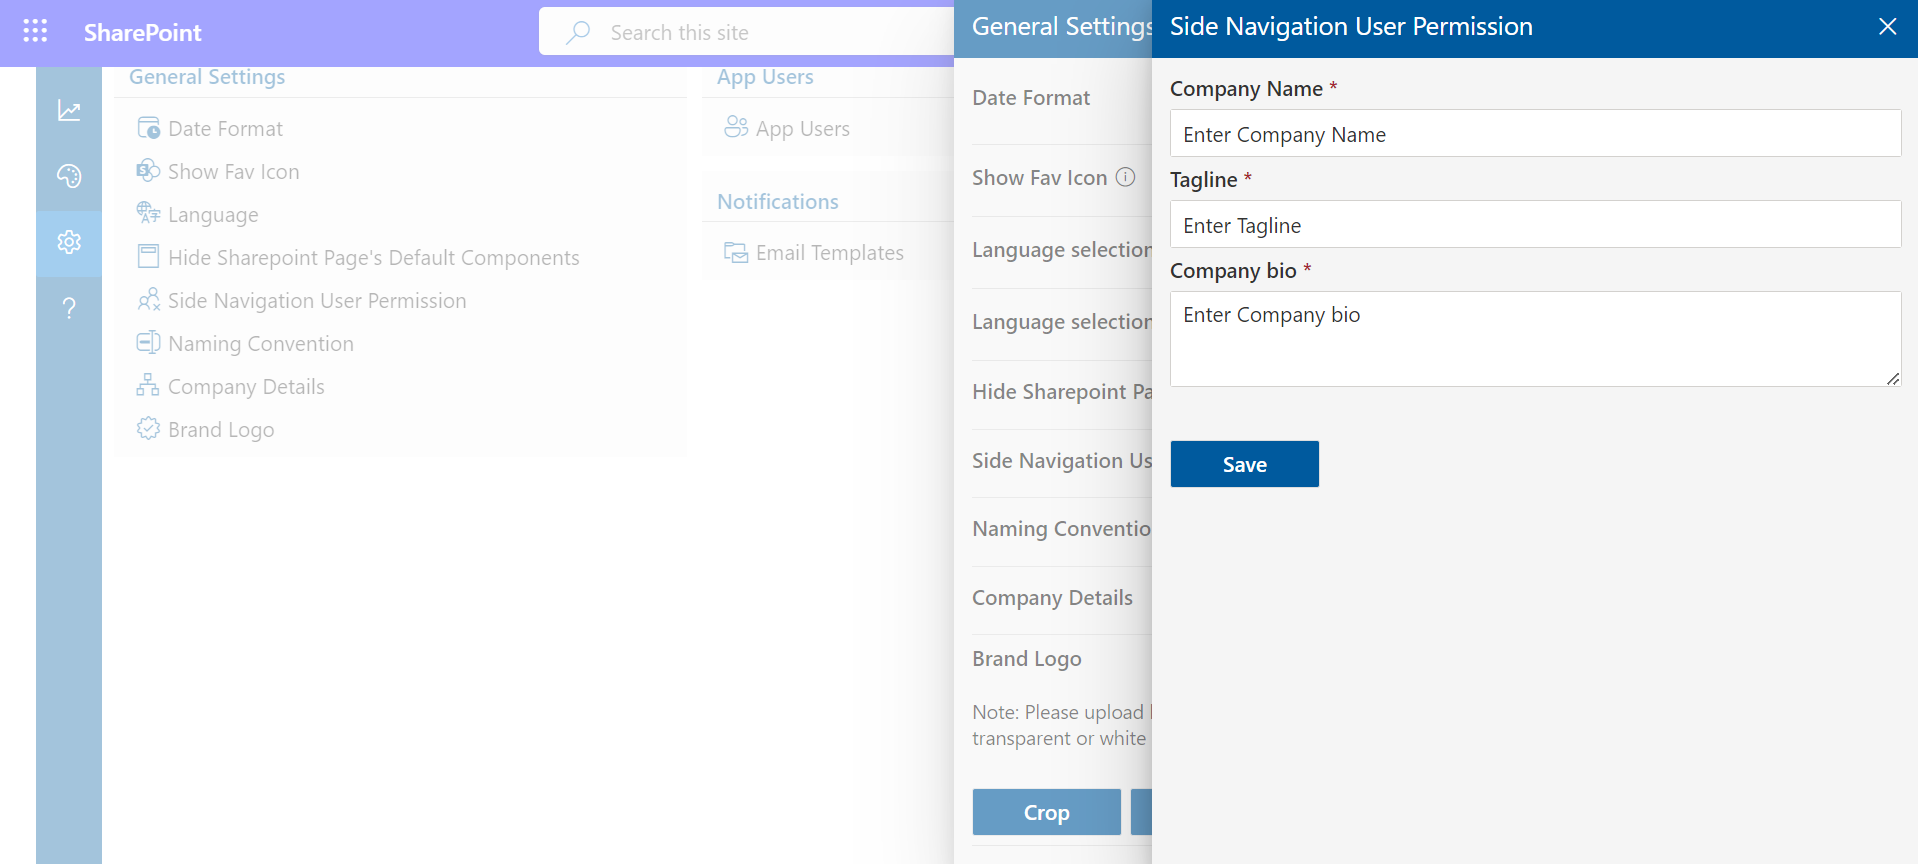 SharePoint
Search this site
General Settings
Date Format
Show Fav Icon
Language
Hide Sharepoint Page's Default Components
Side Navigation User Permission
Naming Convention
Company Details
Brand Logo
App Users
App Users
Notifications
Email Templates
General Settings
Date Format
Show Fav Icon
Language selection
Language selection
Hide Sharepoint Pa
Side Navigation Us
Naming Conventio
Company Details
Brand Logo
Note: Please upload
transparent or white
Crop
Side Navigation User Permission
Company Name *
Enter Company Name
Tagline *
Enter Tagline
Company bio *
Enter Company bio
Save